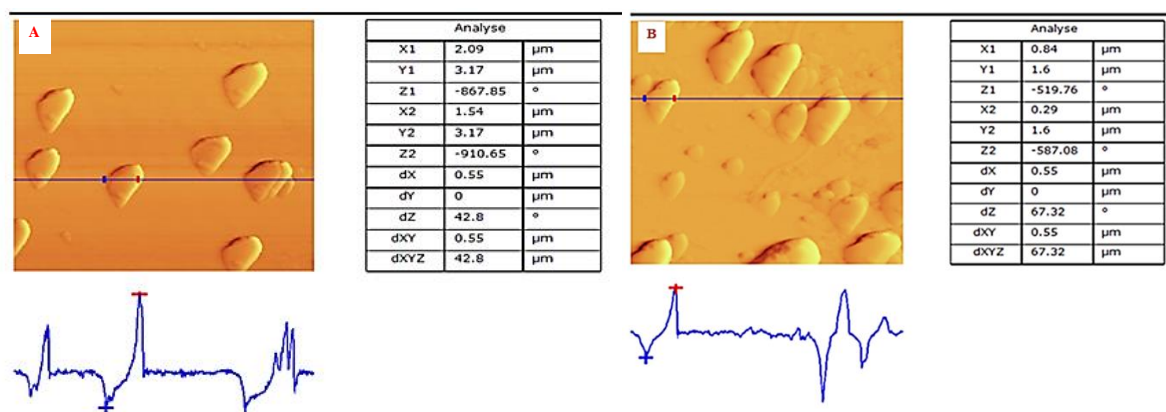 A
Analyse
X1 2.09 µm
Y1 3.17 µm
Z1 -867.85 °
X2 1.54 µm
Y2 3.17 µm
Z2 -910.65 °
dX 0.55 µm
dY 0 µm
dZ 42.8 °
dXY 0.55 µm
dXYZ 42.8 µm
B
Analyse
X1 0.84 µm
Y1 1.6 µm
Z1 -519.76 °
X2 0.29 µm
Y2 1.6 µm
Z2 -587.08 °
dX 0.55 µm
dY 0 µm
dZ 67.32 °
dXY 0.55 µm
dXYZ 67.32 µm